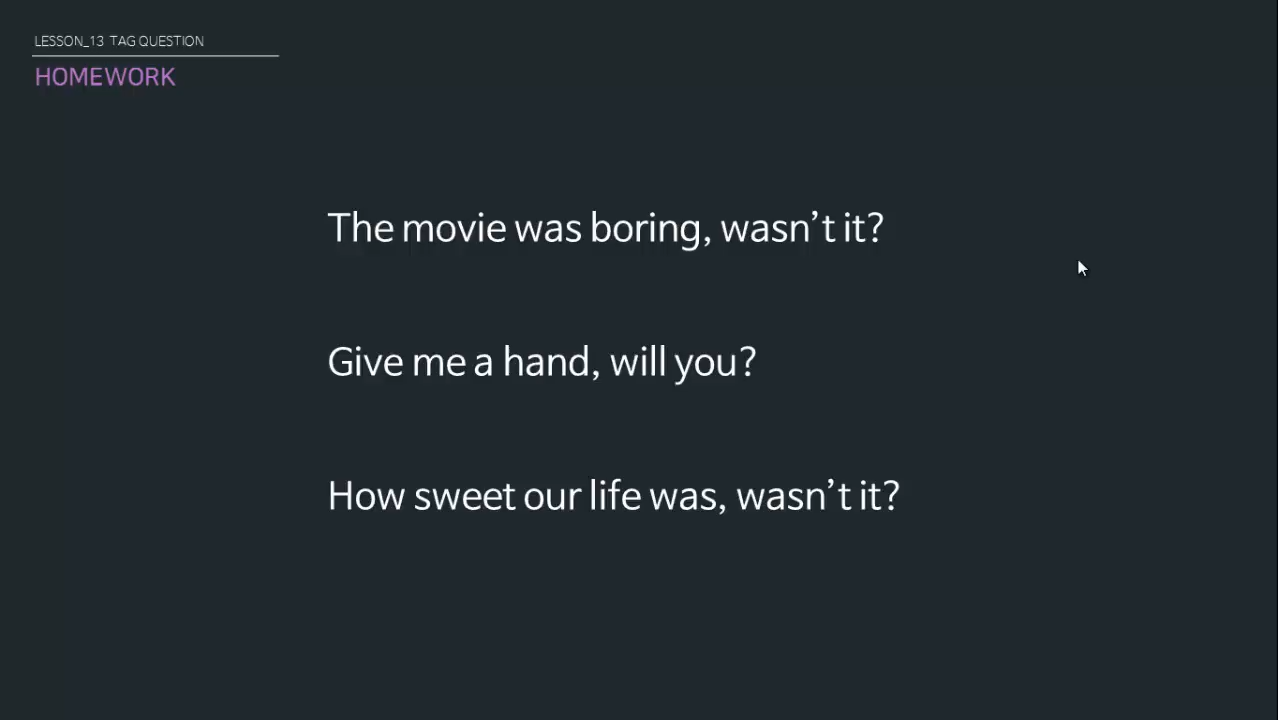 LESSON_13 TAG QUESTION
HOMEWORK
The movie was boring, wasn’t it?
Give me a hand, will you?
How sweet our life was, wasn’t it?